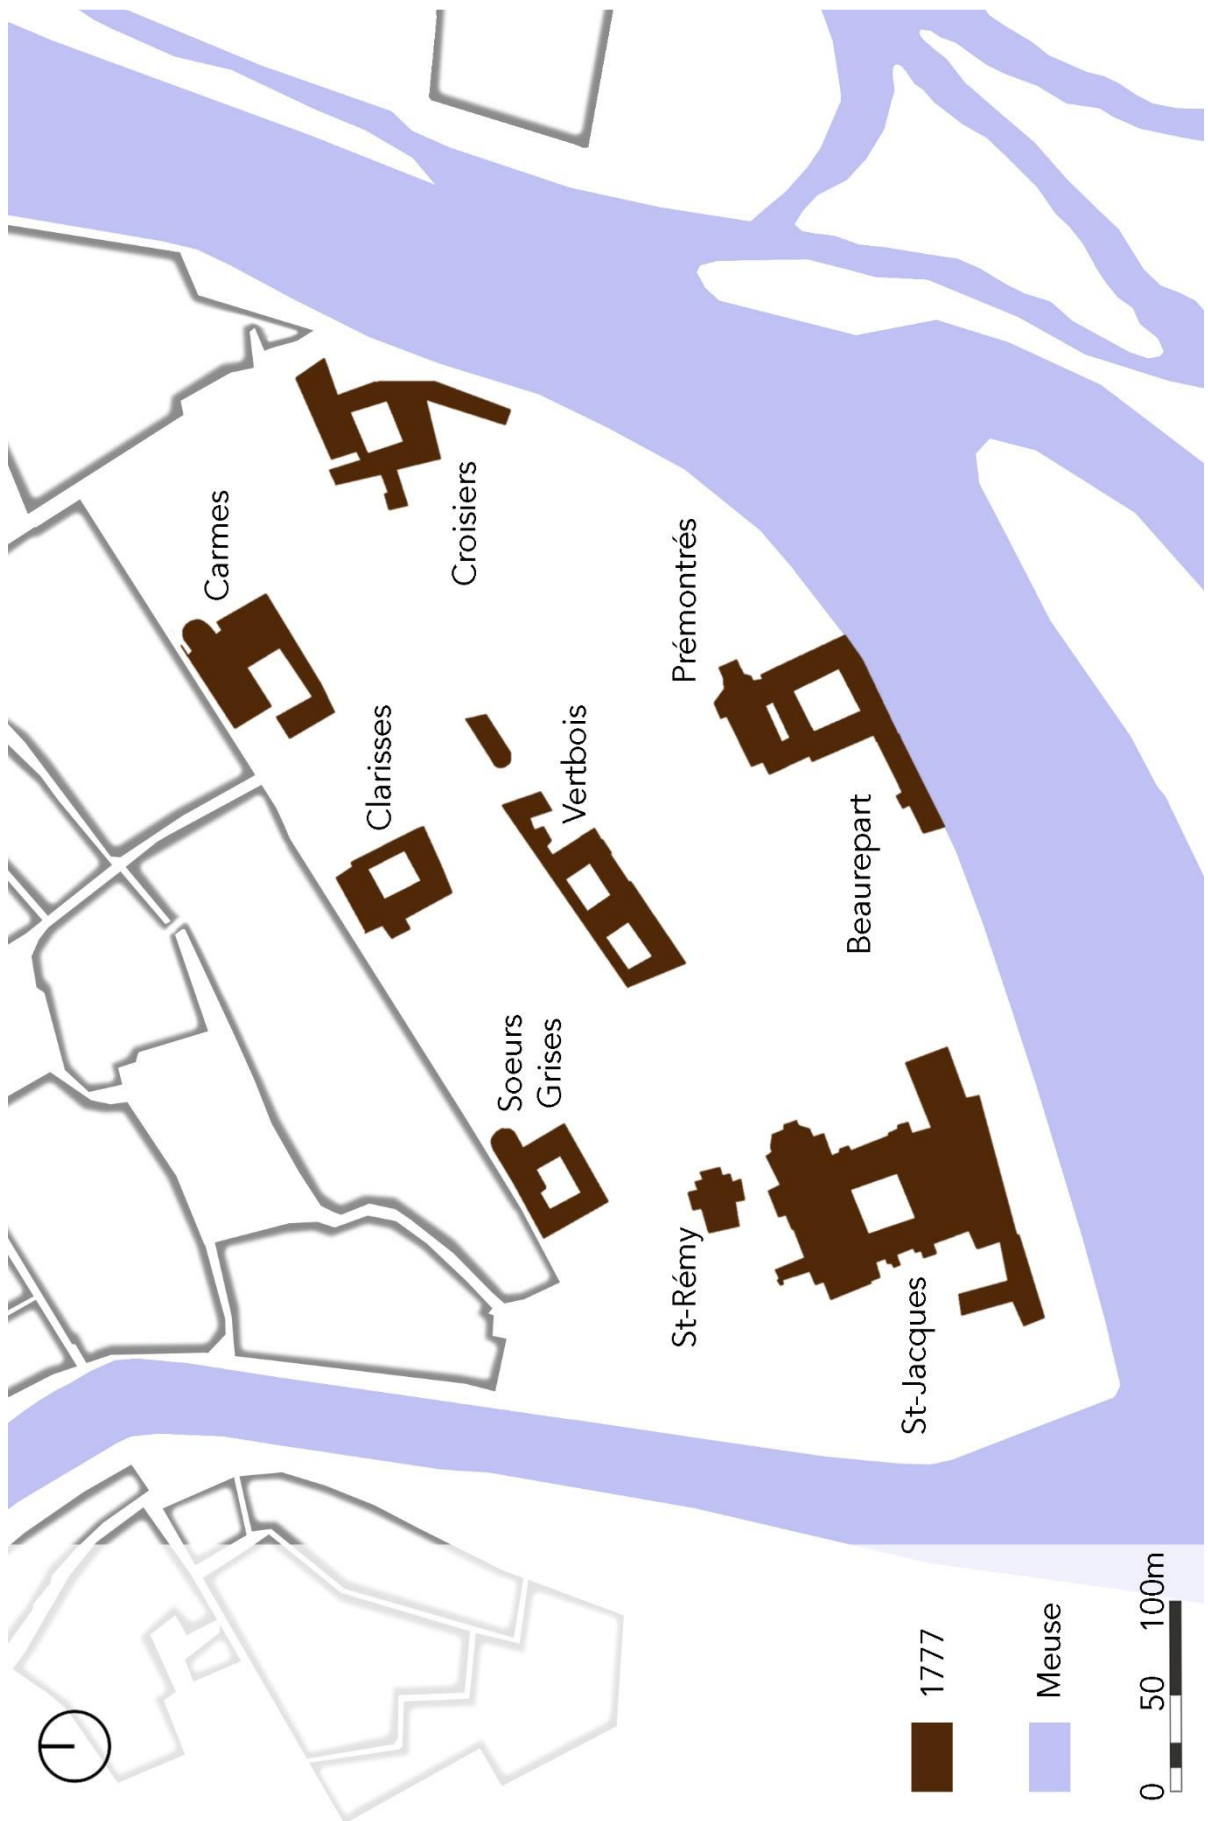 Carmes
Croisiers
Clarisses
Vertbois
Prémontrés
Soeurs
Grises
Beaurepart
St-Rémy
St-Jacques
1777
Meuse
0 50 100m